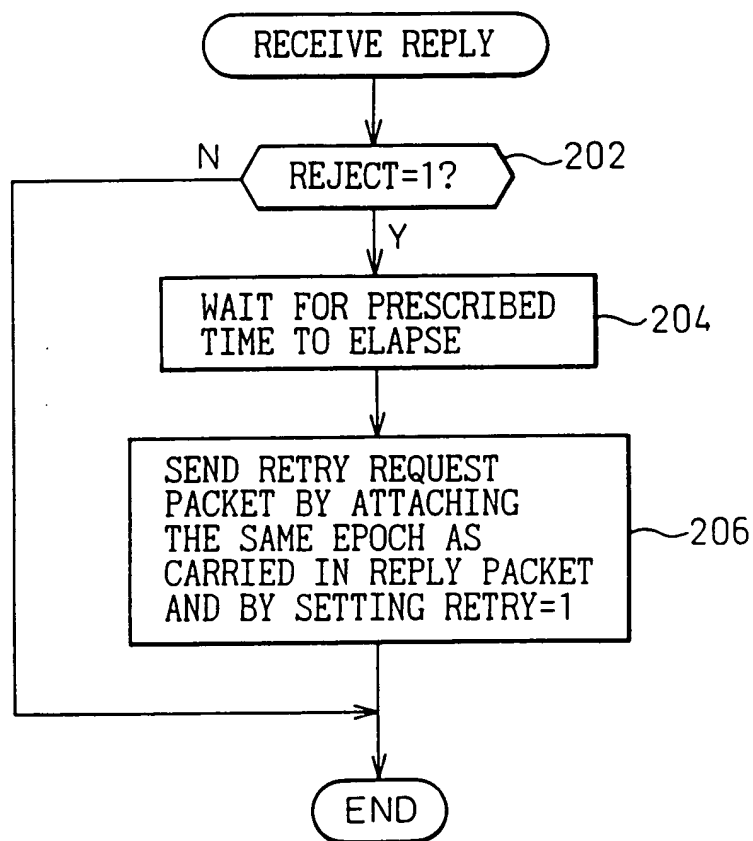 RECEIVE REPLY
N
REJECT=1?
202
Y
WAIT FOR PRESCRIBED
TIME TO ELAPSE
204
SEND RETRY REQUEST
PACKET BY ATTACHING
THE SAME EPOCH AS
CARRIED IN REPLY PACKET
AND BY SETTING RETRY=1
206
END